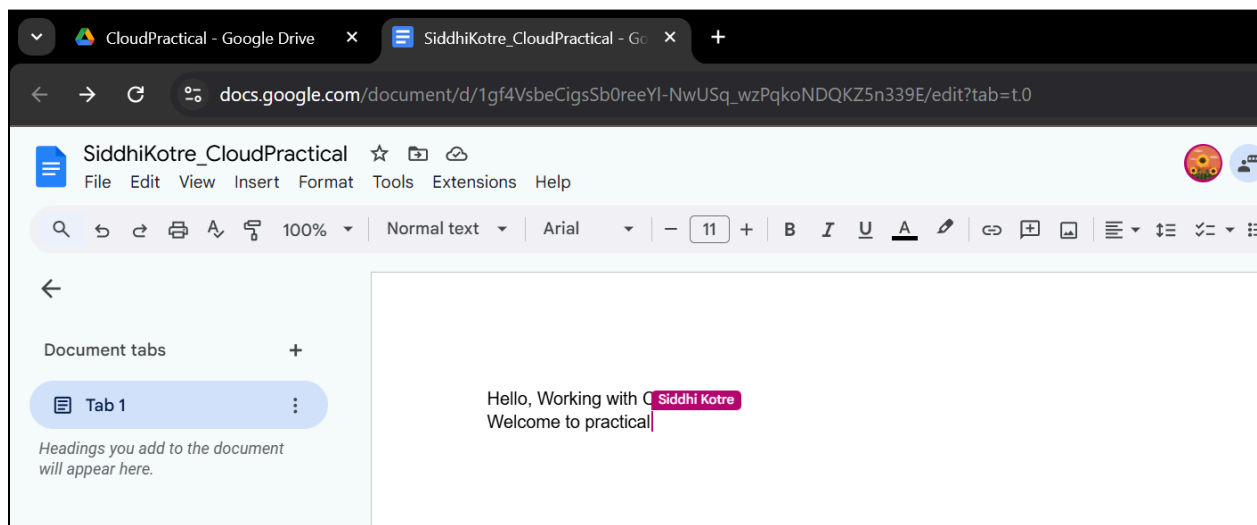 CloudPractical - Google Drive
SiddhiKotre_CloudPractical - Go
docs.google.com/document/d/1gf4VsbeCigsSb0reeYl-NwUSq_wzPqkoNDQKZ5n339E/edit?tab=t.0
SiddhiKotre_CloudPractical
File Edit View Insert Format Tools Extensions Help
100% Normal text Arial 11 B I U A
Document tabs
Tab 1
Headings you add to the document
will appear here.
Hello, Working with
Siddhi Kotre
Welcome to practical